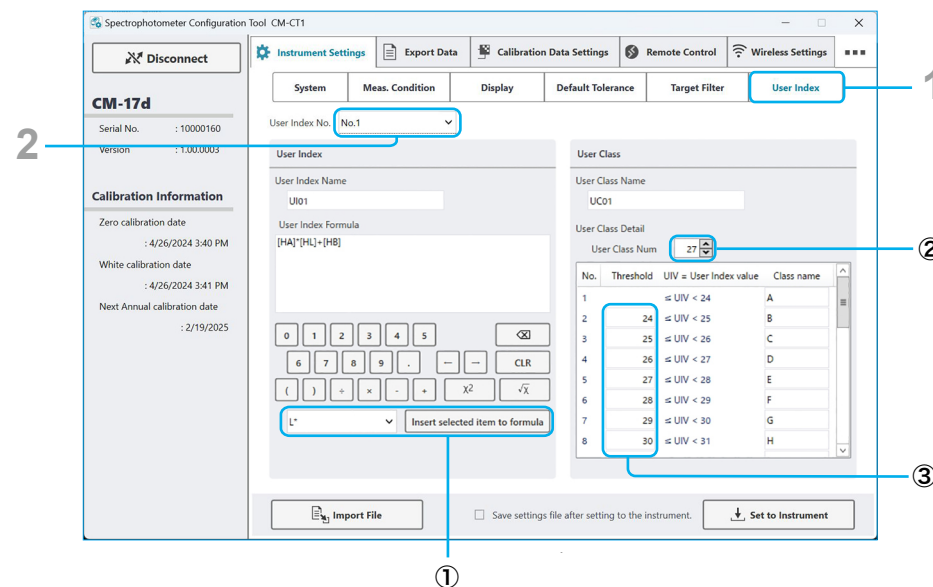 Spectrophotometer Configuration Tool CM-CT1
Disconnect
Instrument Settings
Export Data
Calibration Data Settings
Remote Control
Wireless Settings
System
Meas. Condition
Display
Default Tolerance
Target Filter
User Index
1
CM-17d
Serial No. : 10000160
Version : 1.00.0003
2
User Index No. No.1
Calibration Information
Zero calibration date
: 4/26/2024 3:40 PM
White calibration date
: 4/26/2024 3:41 PM
Next Annual calibration date
: 2/19/2025
User Index
User Index Name
UI01
User Index Formula
[HA]*[HL]+[HB]
0 1 2 3 4 5 ⌫
6 7 8 9 . ← → CLR
( ) ÷ × - + X2 √X
L* Insert selected item to formula
User Class
User Class Name
UC01
User Class Detail
User Class Num 27
②
No. Threshold UIV = User Index value Class name
1 ≤ UIV < 24 A
2 24 ≤ UIV < 25 B
3 25 ≤ UIV < 26 C
4 26 ≤ UIV < 27 D
5 27 ≤ UIV < 28 E
6 28 ≤ UIV < 29 F
7 29 ≤ UIV < 30 G
8 30 ≤ UIV < 31 H
③
Import File
Save settings file after setting to the instrument.
Set to Instrument
①